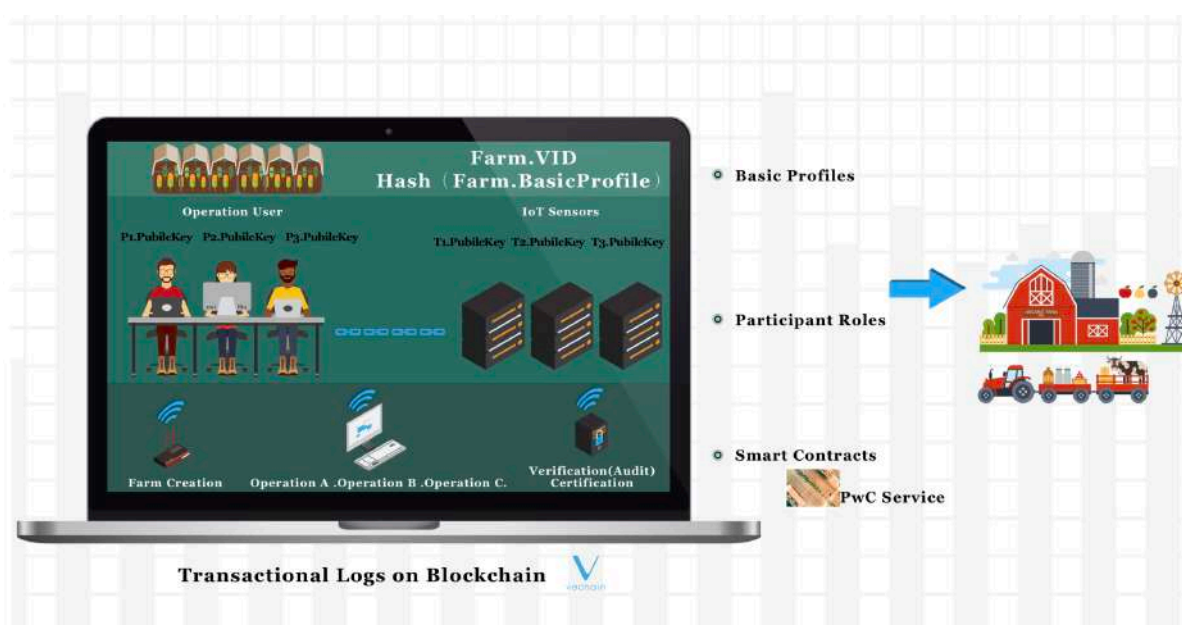 Farm.VID
Hash（Farm.BasicProfile）
Basic Profiles
Operation User
IoT Sensors
P1.PubilcKey P2.PubilcKey P3.PubilcKey
T1.PubilcKey T2.PubilcKey T3.PubilcKey
Participant Roles
Smart Contracts
Farm Creation
Operation A .Operation B .Operation C.
Verification(Audit)
Certification
PwC Service
Transactional Logs on Blockchain
vechain